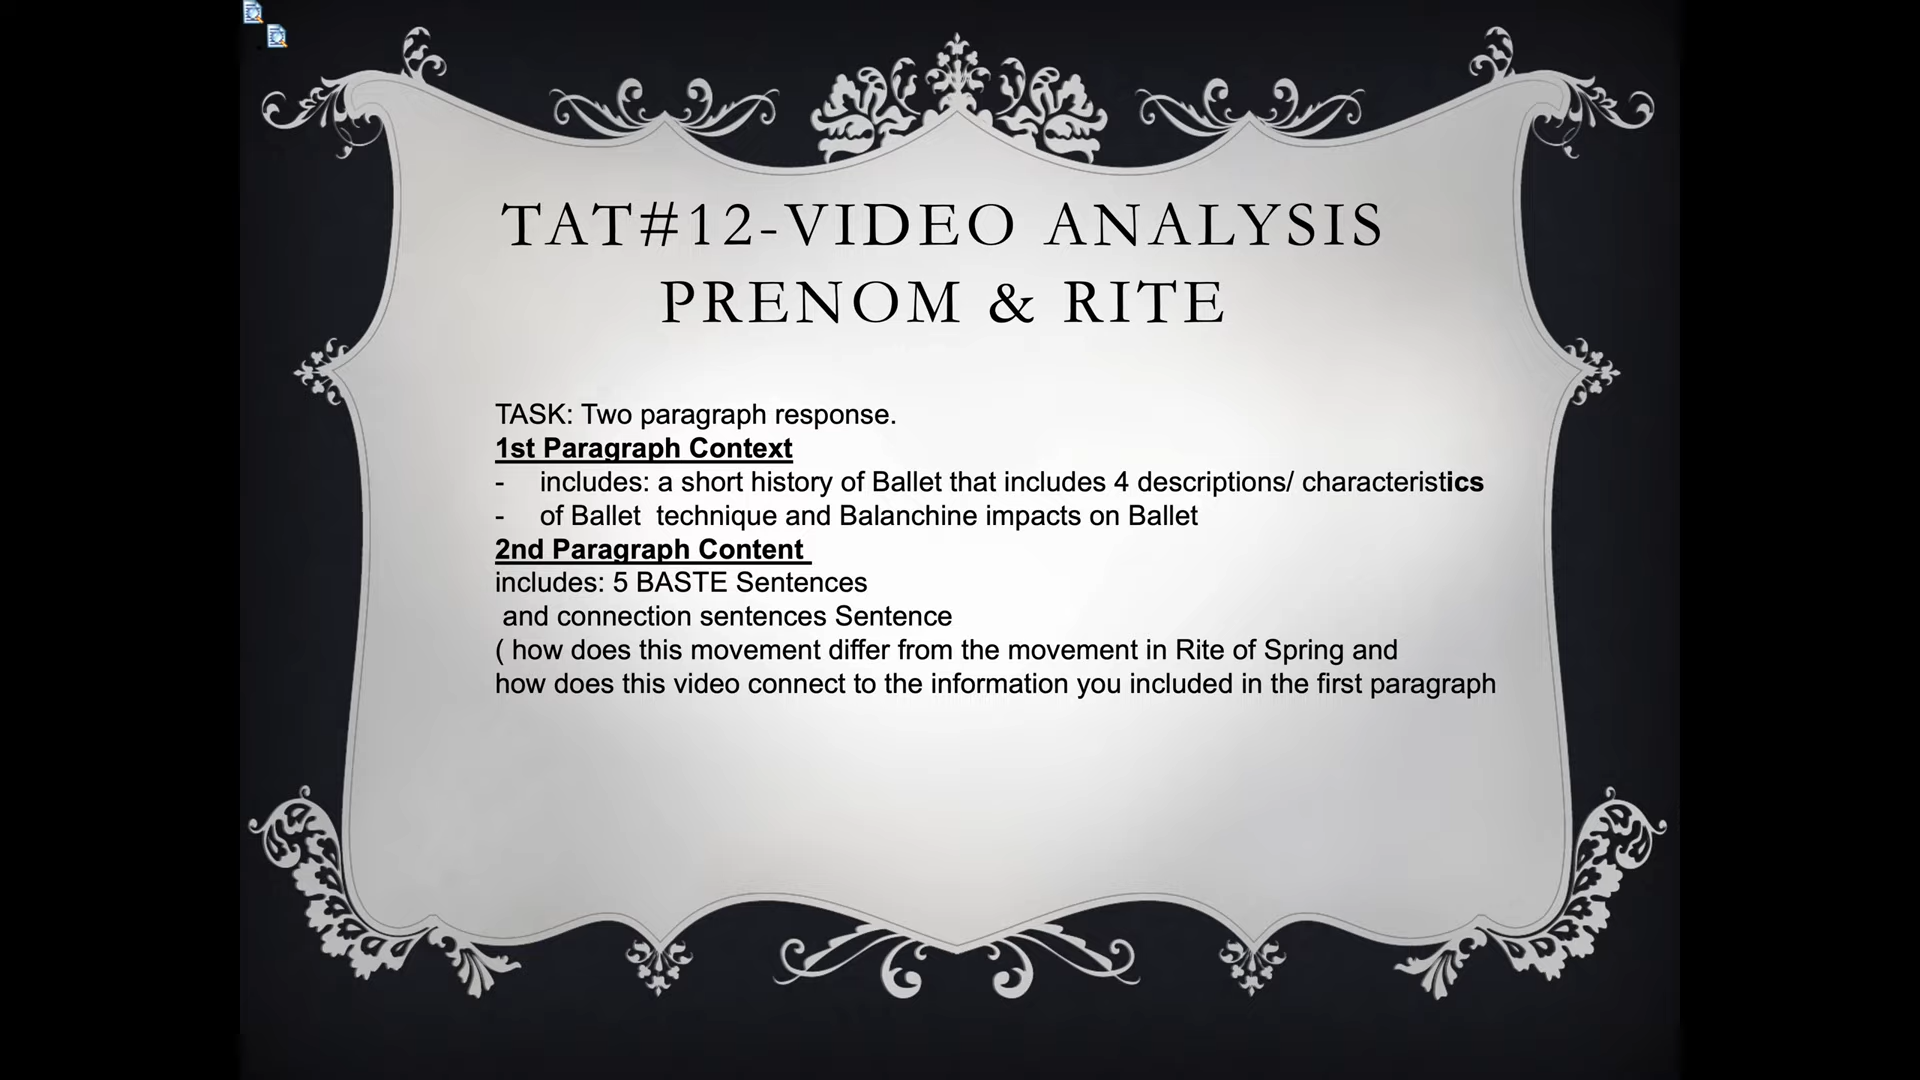 TAT#12-VIDEO ANALYSIS
PRENOM & RITE
TASK: Two paragraph response.
1st Paragraph Context
- includes: a short history of Ballet that includes 4 descriptions/ characteristics
- of Ballet  technique and Balanchine impacts on Ballet
2nd Paragraph Content
includes: 5 BASTE Sentences
and connection sentences Sentence
( how does this movement differ from the movement in Rite of Spring and
how does this video connect to the information you included in the first paragraph